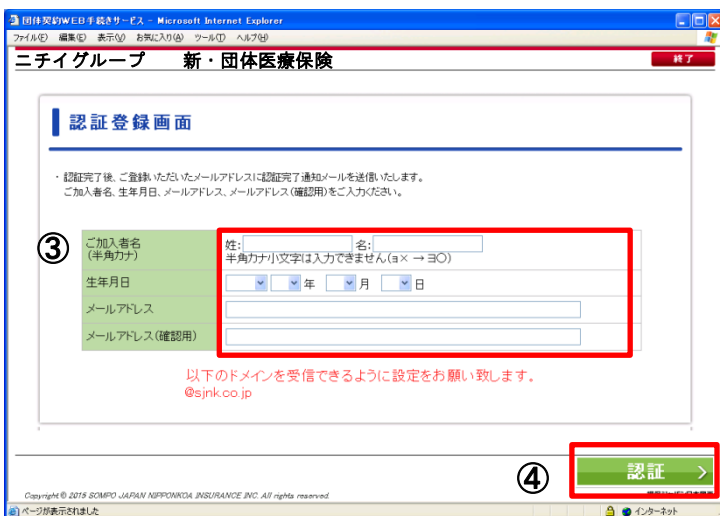 団体契約WEB手続きサービス - Microsoft Internet Explorer
ファイル(F) 編集(E) 表示(V) お気に入り(A) ツール(T) ヘルプ(H)
ニチイグループ 新・団体医療保険
終了
認証登録画面
・認証完了後、ご登録いただいたメールアドレスに認証完了通知メールを送信いたします。
ご加入者名、生年月日、メールアドレス、メールアドレス(確認用)をご入力ください。
③
ご加入者名
(半角カナ)
姓: 名:
半角カナ小文字は入力できません(ョ× → ヨ○)
生年月日
年 月 日
メールアドレス
メールアドレス(確認用)
以下のドメインを受信できるように設定をお願い致します。
@sjnk.co.jp
④
認証 >
Copyright © 2015 SOMPO JAPAN NIPPONKOA INSURANCE INC. All rights reserved.
ページが表示されました
インターネット